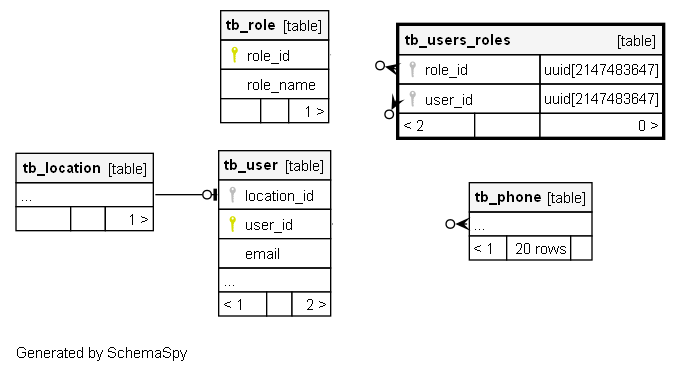 tb_role [table]
role_id
role_name
1 >
tb_users_roles [table]
role_id uuid[2147483647]
user_id uuid[2147483647]
< 2 0 >
tb_location [table]
...
1 >
tb_user [table]
location_id
user_id
email
...
< 1 2 >
tb_phone [table]
...
< 1 20 rows
Generated by SchemaSpy